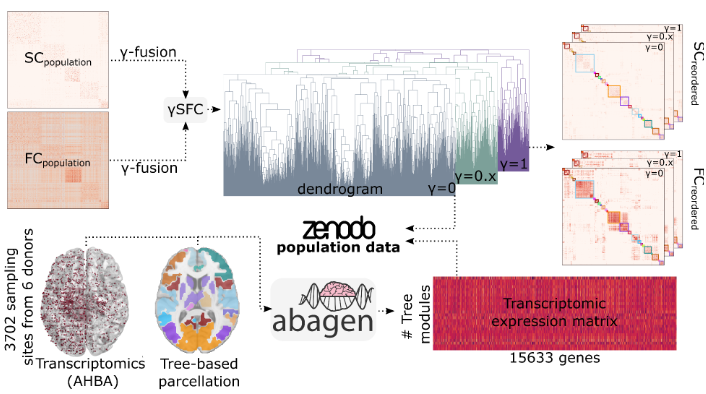 SCpopulation
γ-fusion
γSFC
FCpopulation
γ-fusion
dendrogram
γ=0
γ=0.x
γ=1
γ=1
γ=0.x
γ=0
SCreordered
γ=1
γ=0.x
γ=0
FCreordered
zenodo
population data
3702 sampling
sites from 6 donors
Transcriptomics
(AHBA)
Tree-based
parcellation
abagen
# Tree
modules
Transcriptomic
expression matrix
15633 genes